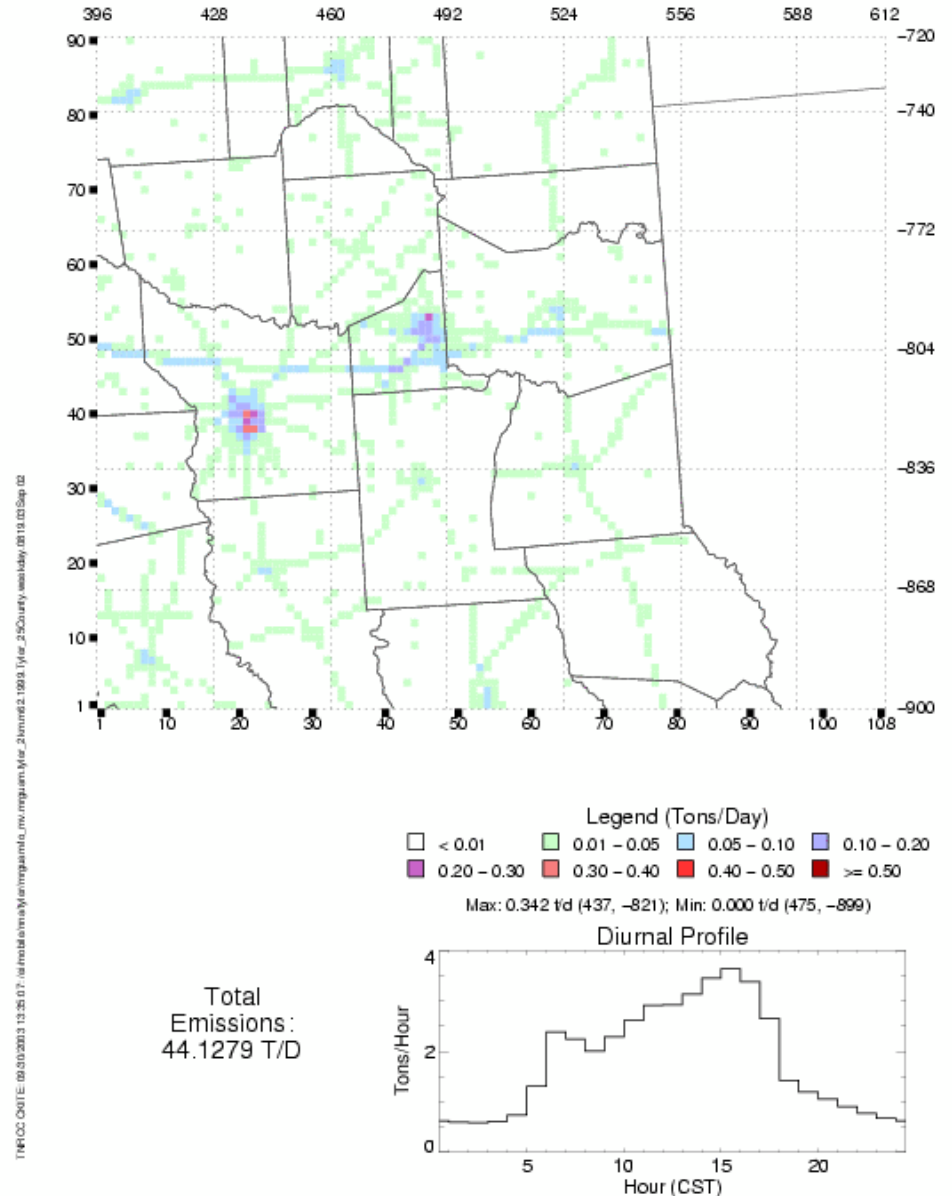 396 428 460 492 524 556 588 612
90 -720
80 -740
70
-772
60
50 -804
40
-836
30
20
-868
10
1 -900
1 10 20 30 40 50 60 70 80 90 100 108
Legend (Tons/Day)
< 0.01 0.01 - 0.05 0.05 - 0.10 0.10 - 0.20
0.20 - 0.30 0.30 - 0.40 0.40 - 0.50 >= 0.50
Max: 0.342 t/d (437, -821); Min: 0.000 t/d (475, -899)
Diurnal Profile
Total
Emissions:
44.1279 T/D
Tons/Hour
4
2
0
5 10 15 20
Hour (CST)